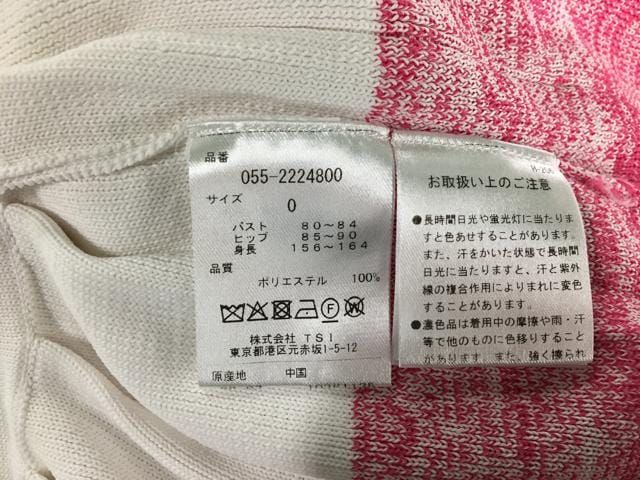 品番
055-2224800
サイズ
0
バスト 80～84
ヒップ 85～90
身長 156～164
品質
ポリエステル 100%
株式会社 TSI
東京都港区元赤坂1-5-12
原産地 中国
お取扱い上のご注意
●長時間日光や蛍光灯に当たりま
すと色あせすることがあります。
また、汗をかいた状態で長時間
日光に当たりますと、汗と紫外
線の複合作用によりまれに変色
することがあります。
●濃色品は着用中の摩擦や雨・汗
等で他のものに色移りすること
があります。また、強く擦られ